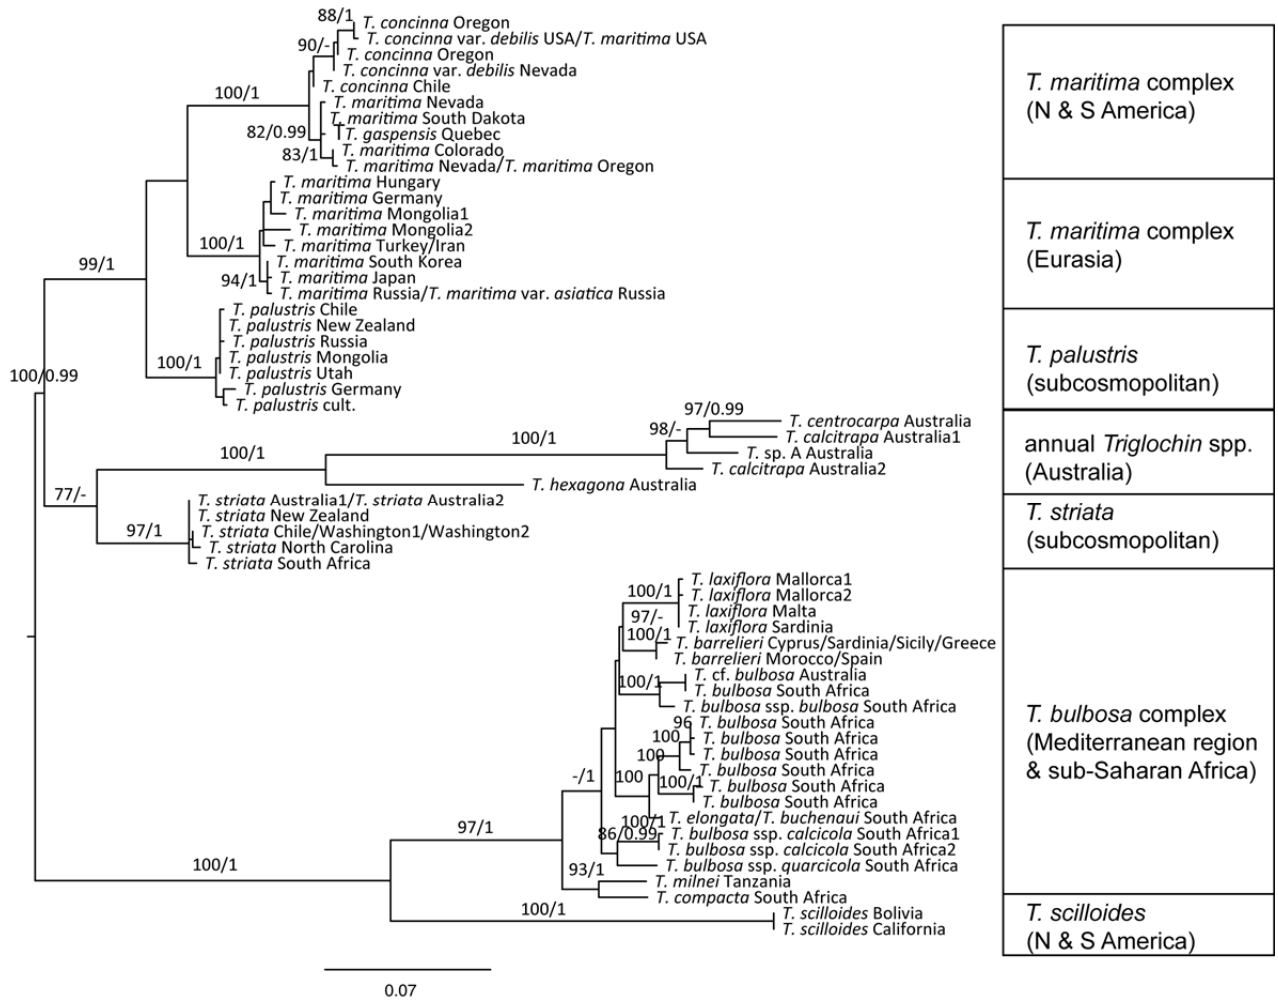 88/1
T. concinna Oregon
T. concinna var. debilis USA/T. maritima USA
90/-
T. concinna Oregon
T. concinna var. debilis Nevada
T. concinna Chile
100/1
T. maritima Nevada
T. maritima South Dakota
82/0.99
T. gaspensis Quebec
T. maritima Colorado
83/1
T. maritima Nevada/T. maritima Oregon
T. maritima complex
(N & S America)
T. maritima Hungary
T. maritima Germany
T. maritima Mongolia1
T. maritima Mongolia2
100/1
T. maritima Turkey/Iran
T. maritima South Korea
94/1
T. maritima Japan
T. maritima Russia/T. maritima var. asiatica Russia
T. maritima complex
(Eurasia)
99/1
T. palustris Chile
T. palustris New Zealand
T. palustris Russia
T. palustris Mongolia
100/1
T. palustris Utah
T. palustris Germany
T. palustris cult.
T. palustris
(subcosmopolitan)
100/0.99
97/0.99
T. centrocarpa Australia
98/-
T. calcitrapa Australia1
100/1
T. sp. A Australia
100/1
T. calcitrapa Australia2
T. hexagona Australia
annual Triglochin spp.
(Australia)
77/-
T. striata Australia1/T. striata Australia2
T. striata New Zealand
97/1
T. striata Chile/Washington1/Washington2
T. striata North Carolina
T. striata South Africa
T. striata
(subcosmopolitan)
T. laxiflora Mallorca1
100/1
T. laxiflora Mallorca2
T. laxiflora Malta
97/-
T. laxiflora Sardinia
100/1
T. barrelieri Cyprus/Sardinia/Sicily/Greece
T. barrelieri Morocco/Spain
T. cf. bulbosa Australia
100/1
T. bulbosa South Africa
T. bulbosa ssp. bulbosa South Africa
96
T. bulbosa South Africa
100
T. bulbosa South Africa
100
T. bulbosa South Africa
100
T. bulbosa South Africa
100/1
T. bulbosa South Africa
T. bulbosa South Africa
-/1
100/1
T. elongata/T. buchenaui South Africa
86/0.99
T. bulbosa ssp. calcicola South Africa1
T. bulbosa ssp. calcicola South Africa2
T. bulbosa ssp. quarcicola South Africa
97/1
93/1
T. milnei Tanzania
T. compacta South Africa
T. bulbosa complex
(Mediterranean region
& sub-Saharan Africa)
100/1
100/1
T. scilloides Bolivia
T. scilloides California
T. scilloides
(N & S America)
0.07